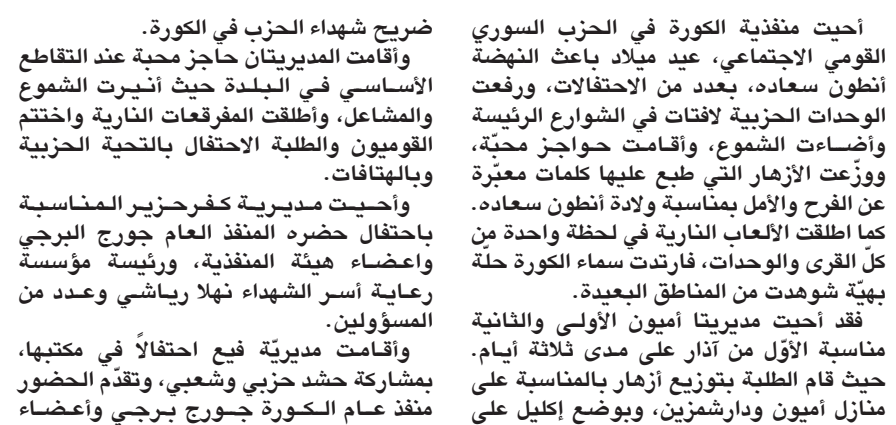 أحيت منفذية الكورة في الحزب السوري
القومي الاجتماعي، عيد ميلاد باعث النهضة
أنطون سعاده، بعدد من الاحتفالات، ورفعت
الوحدات الحزبية لافتات في الشوارع الرئيسة
وأضاءت الشموع، وأقامت حواجز محبّة،
ووزّعت الأزهار التي طبع عليها كلمات معبّرة
عن الفرح والأمل بمناسبة ولادة أنطون سعاده.
كما اطلقت الألعاب النارية في لحظة واحدة من
كلّ القرى والوحدات، فارتدت سماء الكورة حلّة
بهيّة شوهدت من المناطق البعيدة.
فقد أحيت مديريتا أميون الأولى والثانية
مناسبة الأوّل من آذار على مدى ثلاثة أيام.
حيث قام الطلبة بتوزيع أزهار بالمناسبة على
منازل أميون ودارشمزين، وبوضع إكليل على
ضريح شهداء الحزب في الكورة.
وأقامت المديريتان حاجز محبة عند التقاطع
الأساسي في البلدة حيث أنيرت الشموع
والمشاعل، وأطلقت المفرقعات النارية واختتم
القوميون والطلبة الاحتفال بالتحية الحزبية
وبالهتافات.
وأحيت مديرية كفرحزير المناسبة
باحتفال حضره المنفذ العام جورج البرجي
واعضاء هيئة المنفذية، ورئيسة مؤسسة
رعاية أسر الشهداء نهلا رياشي وعدد من
المسؤولين.
وأقامت مديريّة فيع احتفالاً في مكتبها،
بمشاركة حشد حزبي وشعبي، وتقدّم الحضور
منفذ عام الكورة جورج برجي وأعضاء